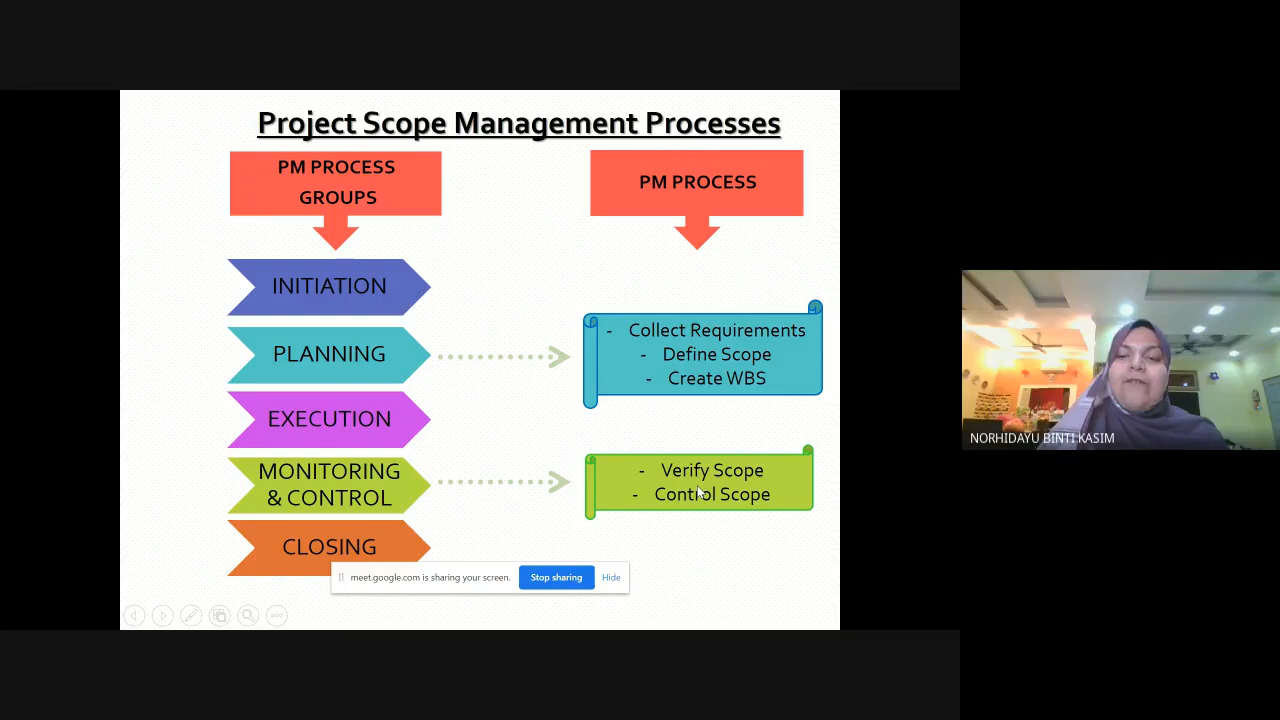 Project Scope Management Processes
PM PROCESS
GROUPS
PM PROCESS
INITIATION
PLANNING
- Collect Requirements
- Define Scope
- Create WBS
EXECUTION
MONITORING
& CONTROL
- Verify Scope
- Control Scope
CLOSING
meet.google.com is sharing your screen.
Stop sharing
Hide
NORHIDAYU BINTI KASIM